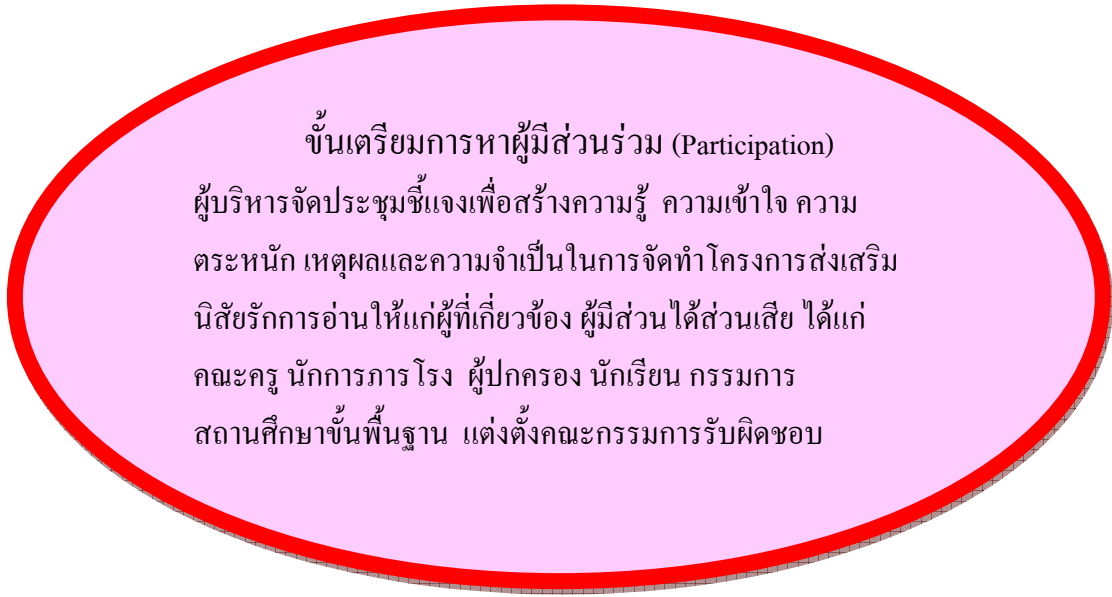 ขั้นเตรียมการหาผู้มีส่วนร่วม (Participation)
ผู้บริหารจัดประชุมชี้แจงเพื่อสร้างความรู้ ความเข้าใจ ความ
ตระหนัก เหตุผลและความจำเป็นในการจัดทำโครงการส่งเสริม
นิสัยรักการอ่านให้แก่ผู้ที่เกี่ยวข้อง ผู้มีส่วนได้ส่วนเสีย ได้แก่
คณะครู นักการภารโรง ผู้ปกครอง นักเรียน กรรมการ
สถานศึกษาขั้นพื้นฐาน แต่งตั้งคณะกรรมการรับผิดชอบ